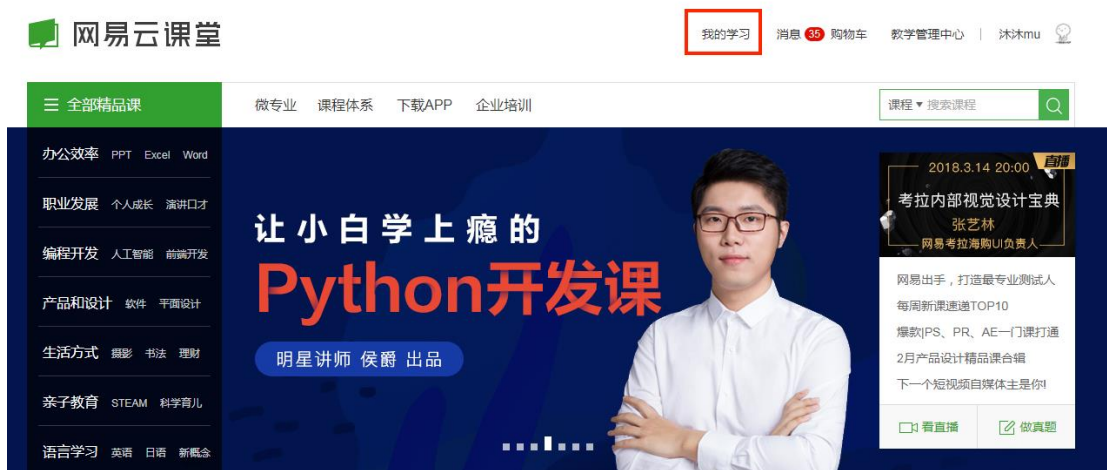 网易云课堂
我的学习 消息 35 购物车 教学管理中心 | 沐沐mu
全部精品课 微专业 课程体系 下载APP 企业培训 课程 搜索课程
办公效率 PPT Excel Word
职业发展 个人成长 演讲口才
编程开发 人工智能 前端开发
产品和设计 软件 平面设计
生活方式 摄影 书法 理财
亲子教育 STEAM 科学育儿
语言学习 英语 日语 新概念
让小白学上瘾的
Python开发课
明星讲师 侯爵 出品
直播
2018.3.14 20:00
考拉内部视觉设计宝典
张艺林
网易考拉海购UI负责人
网易出手，打造最专业测试人
每周新课速递TOP10
爆款|PS、PR、AE一门课打通
2月产品设计精品课合辑
下一个短视频自媒体主是你!
看直播 做真题